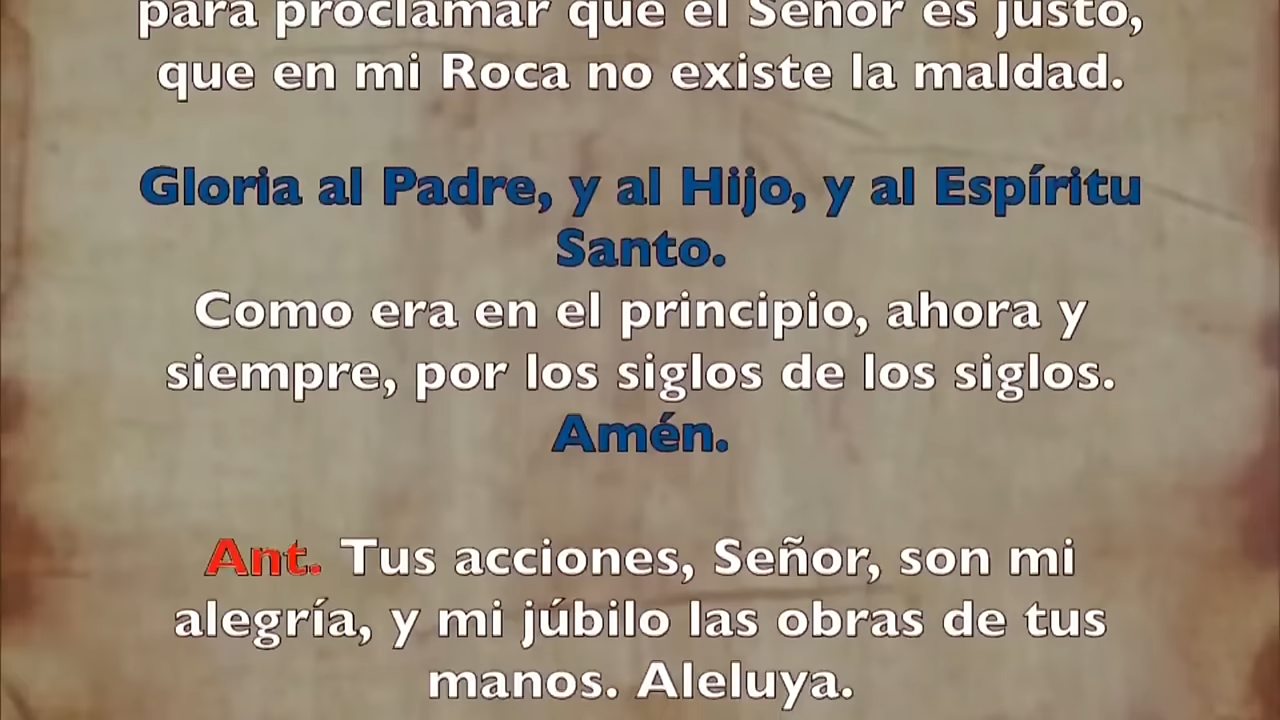 para proclamar que el Señor es justo,
que en mi Roca no existe la maldad.
Gloria al Padre, y al Hijo, y al Espíritu
Santo.
Como era en el principio, ahora y
siempre, por los siglos de los siglos.
Amén.
Ant. Tus acciones, Señor, son mi
alegría, y mi júbilo las obras de tus
manos. Aleluya.